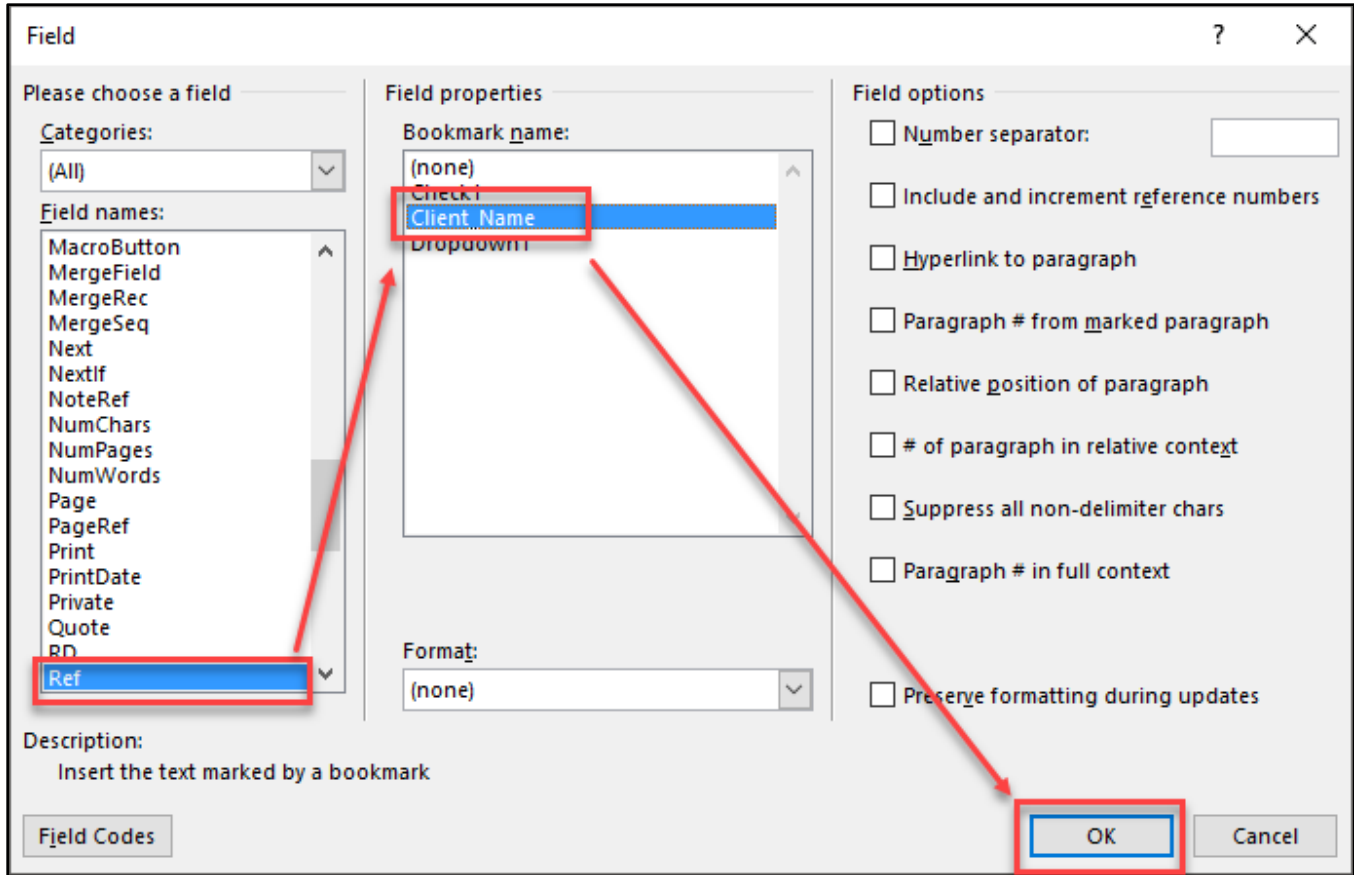 Field
?
Please choose a field
Categories:
(All)
Field names:
MacroButton
MergeField
MergeRec
MergeSeq
Next
NextIf
NoteRef
NumChars
NumPages
NumWords
Page
PageRef
Print
PrintDate
Private
Quote
RD
Ref
Field properties
Bookmark name:
(none)
Check1
Client_Name
Dropdown1
Format:
(none)
Field options
Number separator:
Include and increment reference numbers
Hyperlink to paragraph
Paragraph # from marked paragraph
Relative position of paragraph
# of paragraph in relative context
Suppress all non-delimiter chars
Paragraph # in full context
Preserve formatting during updates
Description:
Insert the text marked by a bookmark
Field Codes
OK
Cancel